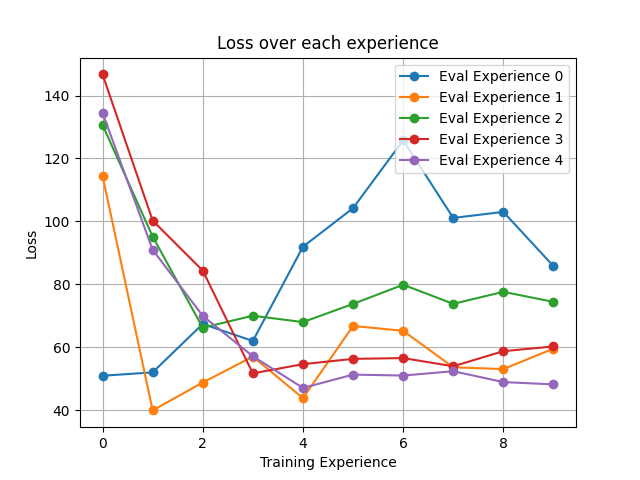 Loss over each experience
Eval Experience 0
Eval Experience 1
Eval Experience 2
Eval Experience 3
Eval Experience 4
140
120
100
80
60
40
Loss
0 2 4 6 8
Training Experience